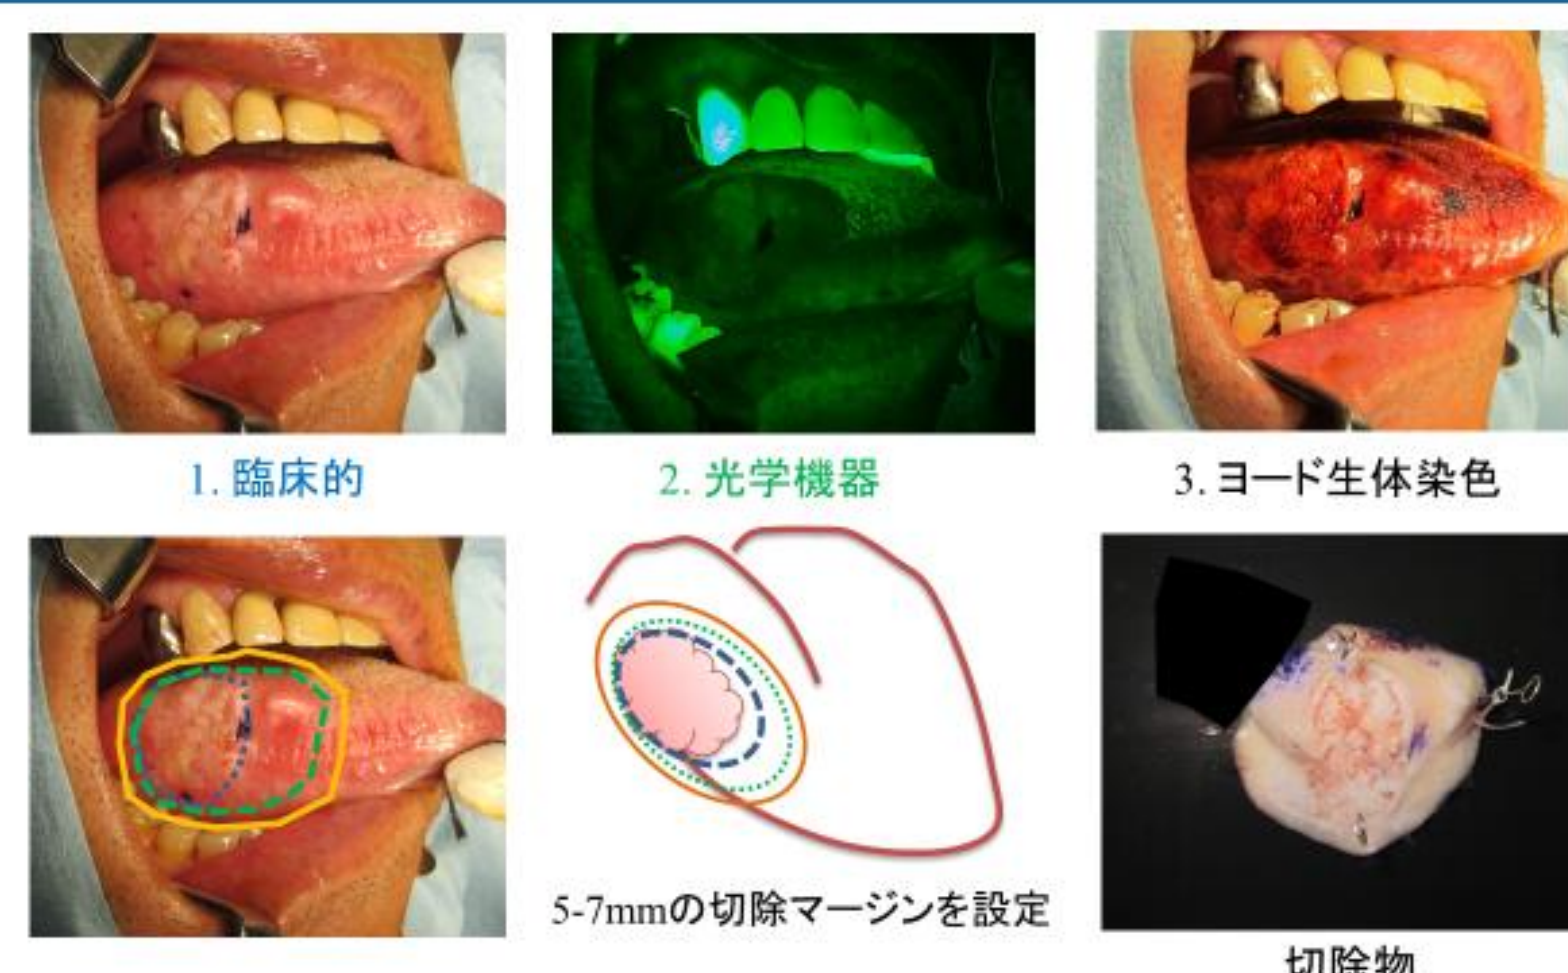 1. 臨床的
2. 光学機器
3. ヨード生体染色
5-7mmの切除マージンを設定
切除物